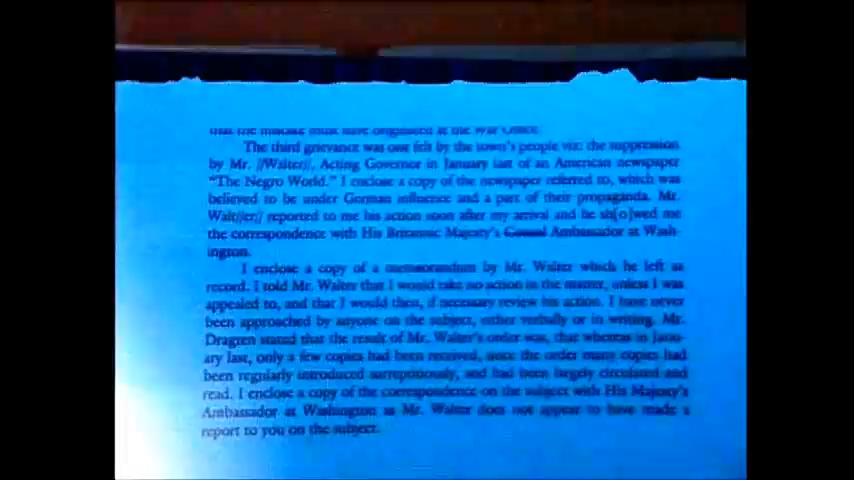 that the mistake must have originated at the War Office.
The third grievance was one felt by the town's people viz: the suppression
by Mr. //Walter//, Acting Governor in January last of an American newspaper
"The Negro World." I enclose a copy of the newspaper referred to, which was
believed to be under German influence and a part of their propaganda. Mr.
Walt//er// reported to me his action soon after my arrival and he sh[o]wed me
the correspondence with His Britannic Majesty's Consul Ambassador at Wash-
ington.
I enclose a copy of a memorandum by Mr. Walter which he left as
record. I told Mr. Walter that I would take no action in the matter, unless I was
appealed to, and that I would then, if necessary review his action. I have never
been approached by anyone on the subject, either verbally or in writing. Mr.
Dragten stated that the result of Mr. Walter's order was, that whereas in Janu-
ary last, only a few copies had been received, since the order many copies had
been regularly introduced surreptitiously, and had been largely circulated and
read. I enclose a copy of the correspondence on the subject with His Majesty's
Ambassador at Washington as Mr. Walter does not appear to have made a
report to you on the subject.